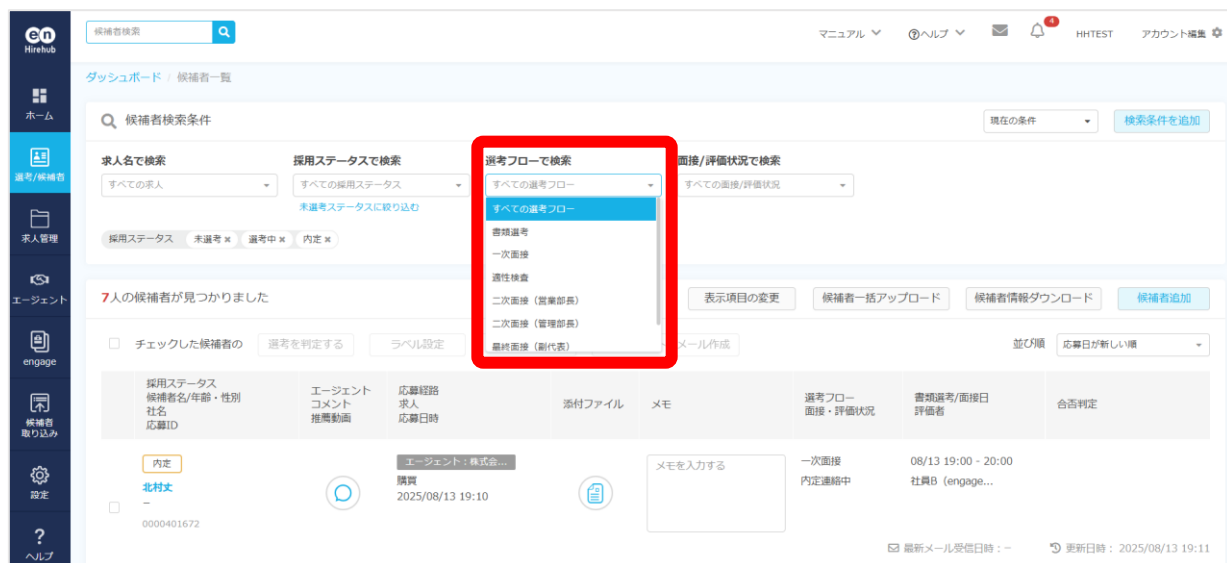 en
Hirehub
候補者検索
マニュアル
?ヘルプ
4
HHTEST
アカウント編集
ホーム
選考/候補者
求人管理
エージェント
engage
候補者
取り込み
設定
?
ヘルプ
ダッシュボード / 候補者一覧
候補者検索条件
現在の条件
検索条件を追加
求人名で検索
採用ステータスで検索
選考フローで検索
面接/評価状況で検索
すべての求人
すべての採用ステータス
すべての選考フロー
すべての面接/評価状況
未選考ステータスに絞り込む
すべての選考フロー
書類選考
一次面接
適性検査
二次面接（営業部長）
二次面接（管理部長）
最終面接（副代表）
採用ステータス 未選考 × 選考中 × 内定 ×
7人の候補者が見つかりました
表示項目の変更
候補者一括アップロード
候補者情報ダウンロード
候補者追加
チェックした候補者の
選考を判定する
ラベル設定
メール作成
並び順
応募日が新しい順
採用ステータス
候補者名/年齢・性別
社名
応募ID
エージェント
コメント
推薦動画
応募経路
求人
応募日時
添付ファイル
メモ
選考フロー
面接・評価状況
書類選考/面接日
評価者
合否判定
内定
北村丈
–
0000401672
エージェント：株式会...
購買
2025/08/13 19:10
メモを入力する
一次面接
内定連絡中
08/13 19:00 - 20:00
社員B（engage...
最新メール受信日時：–
更新日時： 2025/08/13 19:11